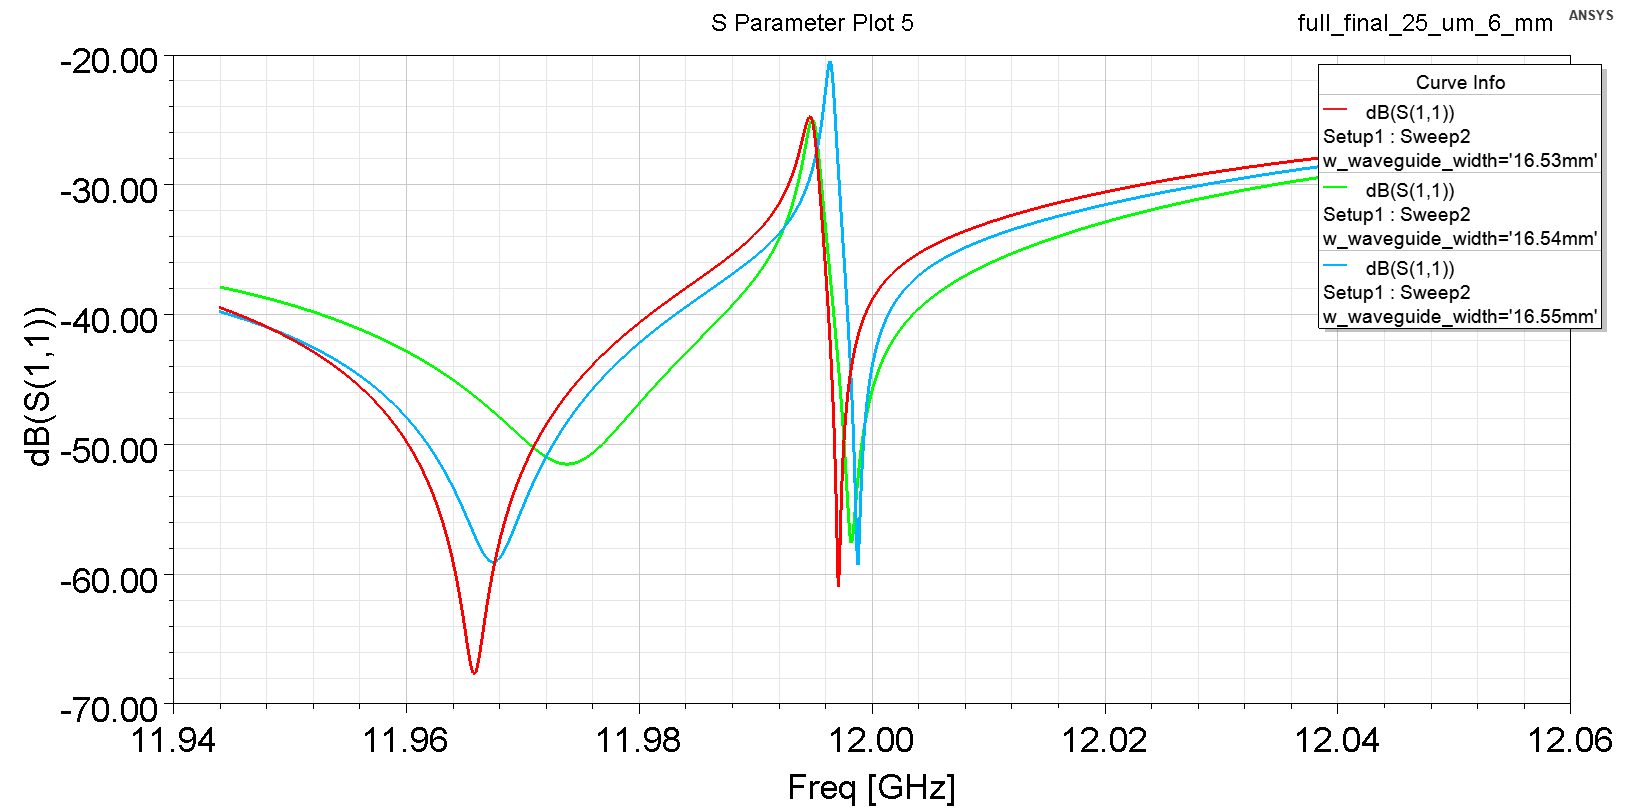 S Parameter Plot 5
full_final_25_um_6_mm
ANSYS
-20.00
-30.00
-40.00
-50.00
-60.00
-70.00
dB(S(1,1))
11.94
11.96
11.98
12.00
12.02
12.04
12.06
Freq [GHz]
Curve Info
dB(S(1,1))
Setup1 : Sweep2
w_waveguide_width='16.53mm'
dB(S(1,1))
Setup1 : Sweep2
w_waveguide_width='16.54mm'
dB(S(1,1))
Setup1 : Sweep2
w_waveguide_width='16.55mm'